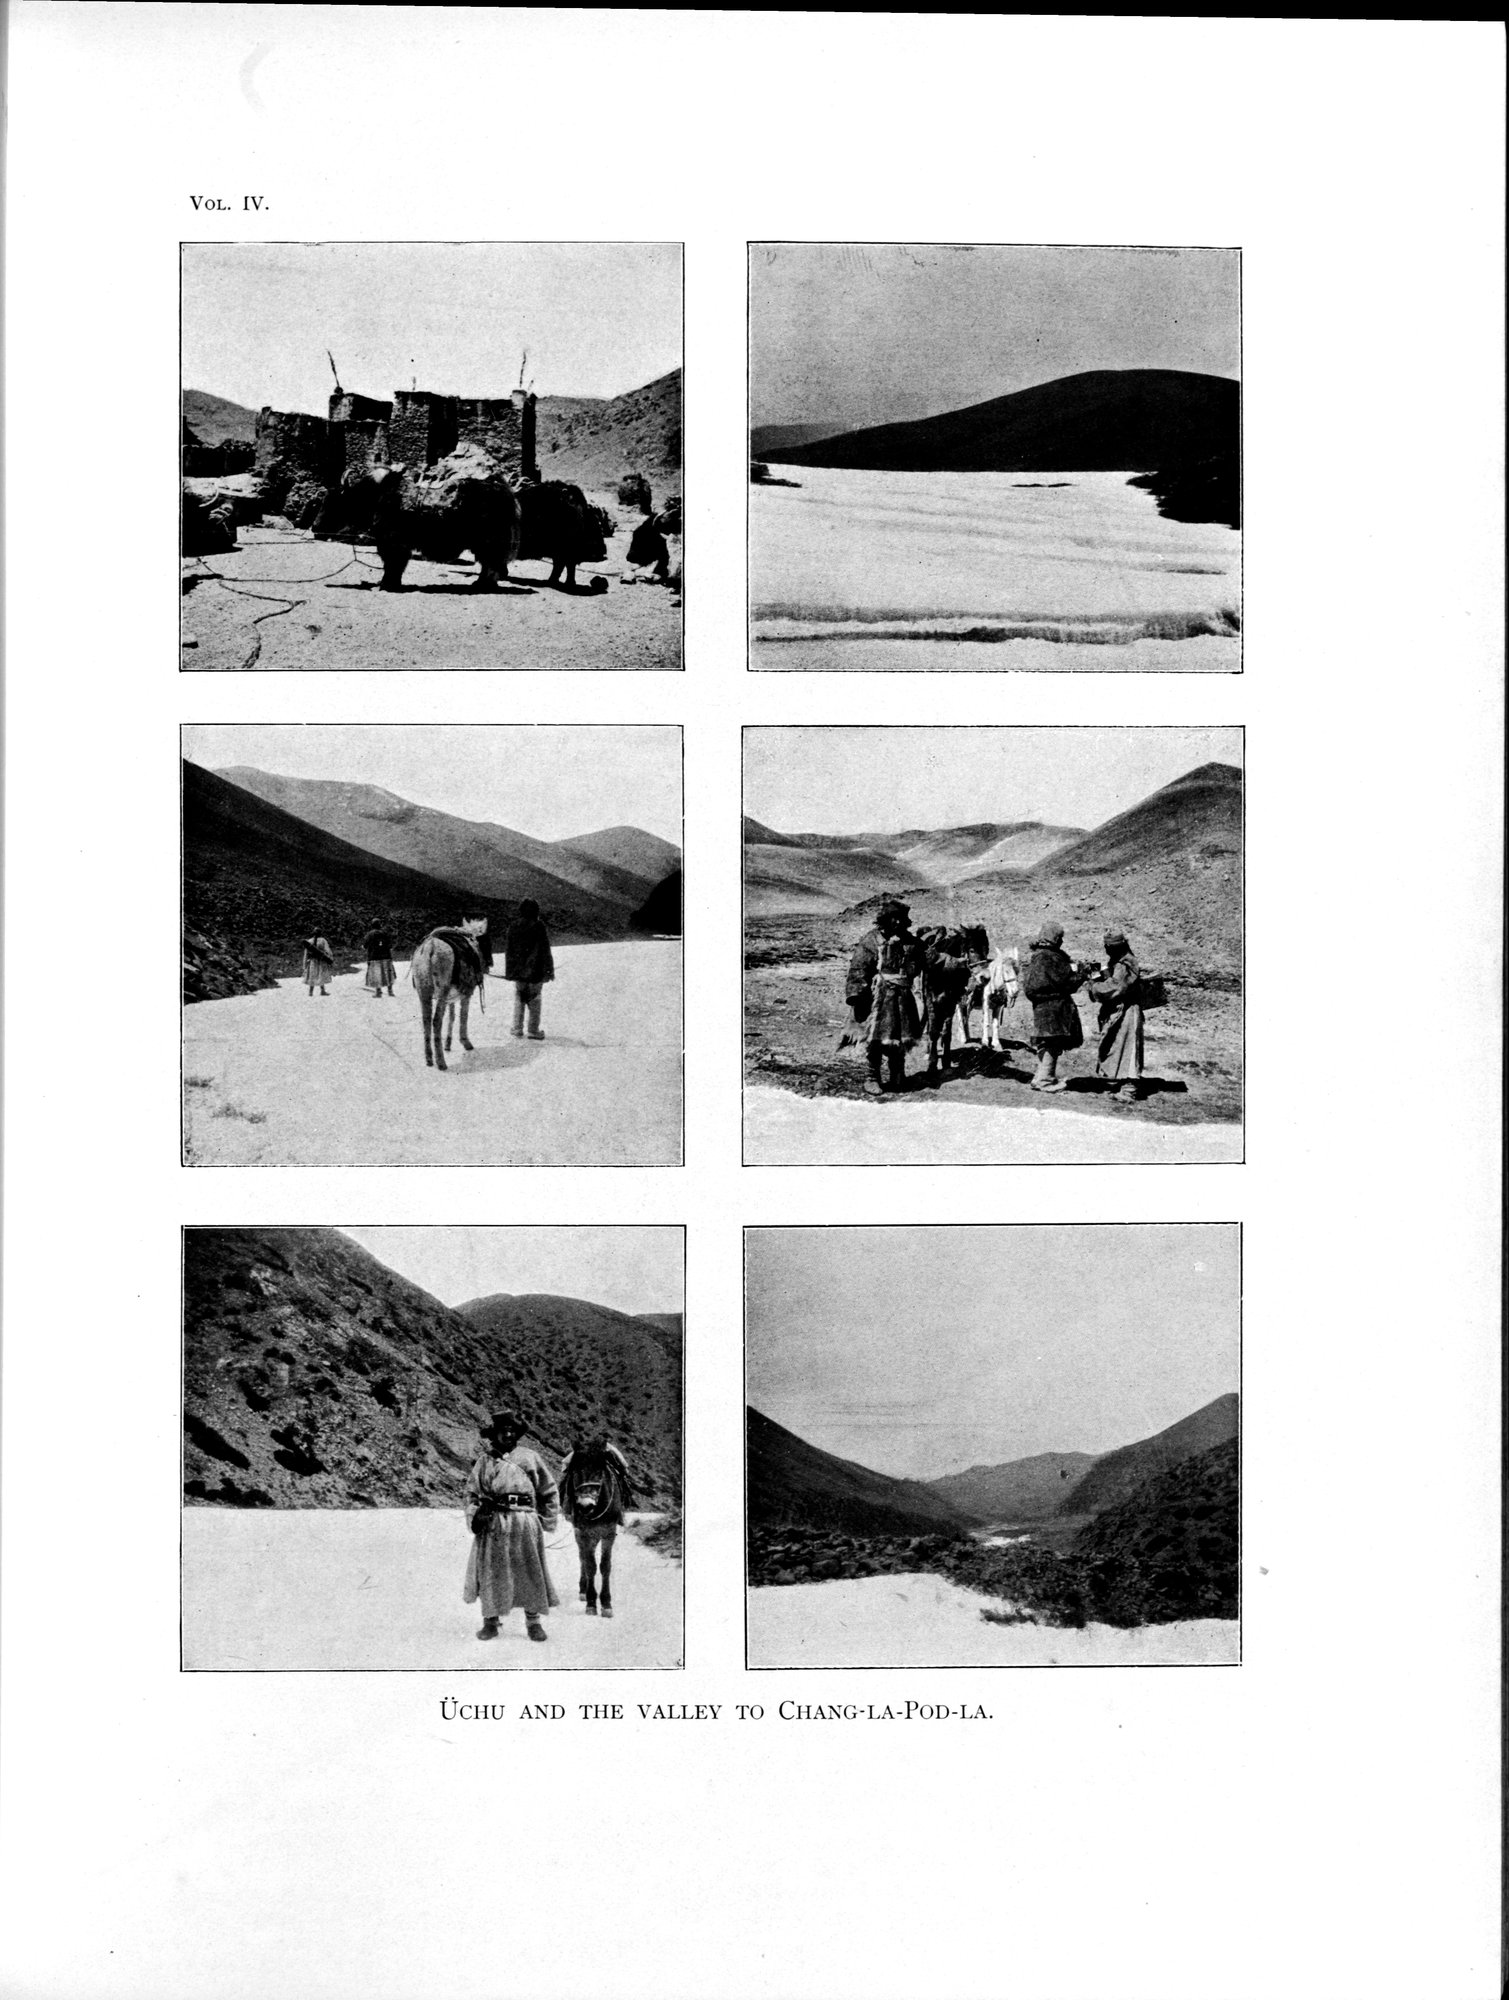 Vol. IV.
Üchu and the valley to Chang-la-Pod-la.